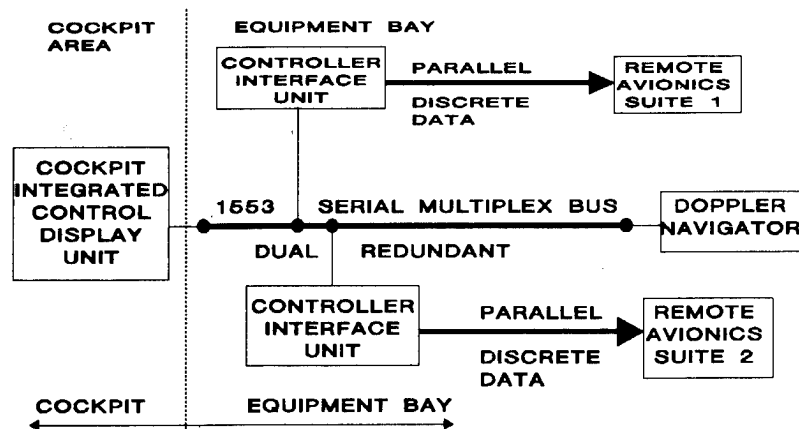 COCKPIT
AREA
EQUIPMENT BAY
CONTROLLER
INTERFACE
UNIT
PARALLEL
DISCRETE
DATA
REMOTE
AVIONICS
SUITE 1
COCKPIT
INTEGRATED
CONTROL
DISPLAY
UNIT
1553 SERIAL MULTIPLEX BUS
DUAL REDUNDANT
DOPPLER
NAVIGATOR
CONTROLLER
INTERFACE
UNIT
PARALLEL
DISCRETE
DATA
REMOTE
AVIONICS
SUITE 2
COCKPIT
EQUIPMENT BAY